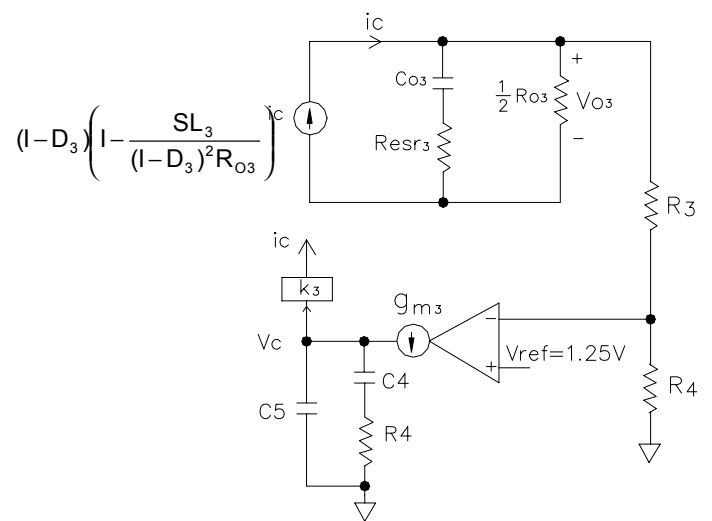 ic
Co₃
½ Ro₃
+
Vo₃
−
Resr₃
(I−D₃)(I− SL₃ / (I−D₃)²R_O3) ic
R₃
ic
k₃
gm₃
Vc
−
+
Vref=1.25V
C4
C5
R4
R₄